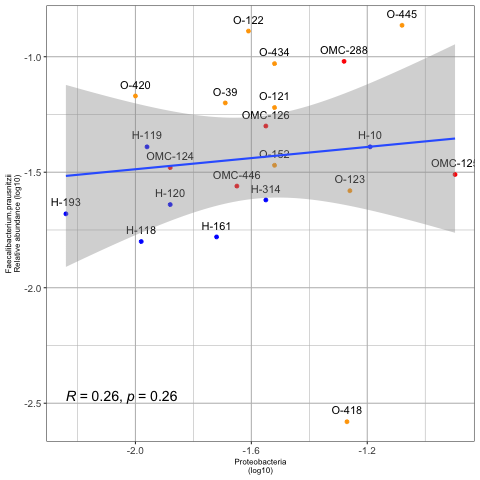 O-122
O-445
OMC-288
O-434
-1.0
O-420
O-39
O-121
OMC-126
H-119
H-10
OMC-124
O-152
OMC-125
-1.5
OMC-446
H-120
H-314
O-123
H-193
H-118
H-161
-2.0
R = 0.26, p = 0.26
-2.5
O-418
-2.0
-1.6
-1.2
Proteobacteria
(log10)
Faecalibacterium.prausnitzii
Relative abundance (log10)